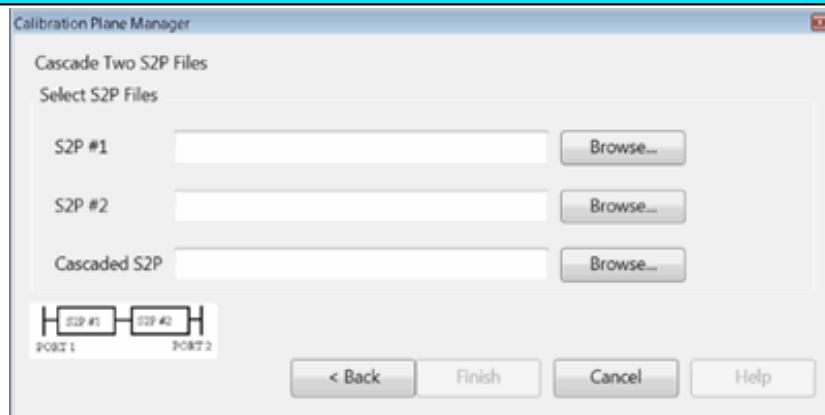 Calibration Plane Manager
Cascade Two S2P Files
Select S2P Files
S2P #1 Browse...
S2P #2 Browse...
Cascaded S2P Browse...
S2P #1 S2P #2
PORT 1 PORT 2
< Back Finish Cancel Help